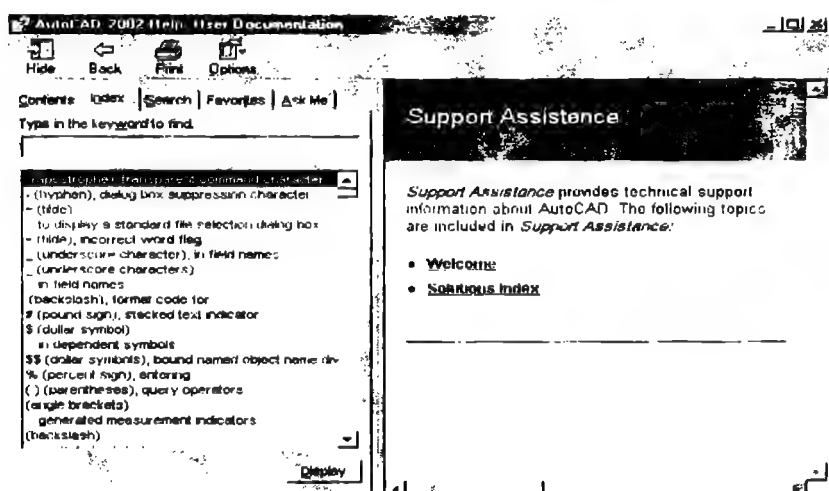 AutoCAD 2002 Help: User Documentation
Hide Back Print Options
Contents Index Search Favorites Ask Me
Type in the keyword to find.
' (apostrophe) transparent command character
- (hyphen), dialog box suppression character
~ (tilde)
to display a standard file selection dialog box
~ (tilde), incorrect word flag
_ (underscore character), in field names
_ (underscore characters)
in field names
(backslash), format code for
# (pound sign), stacked text indicator
$ (dollar symbol)
in dependent symbols
$$ (dollar symbols), bound named object name div
% (percent sign), entering
( ) (parentheses), query operators
(angle brackets)
generated measurement indicators
(backslash)
Display
Support Assistance
Support Assistance provides technical support
information about AutoCAD. The following topics
are included in Support Assistance:
• Welcome
• Solutions Index